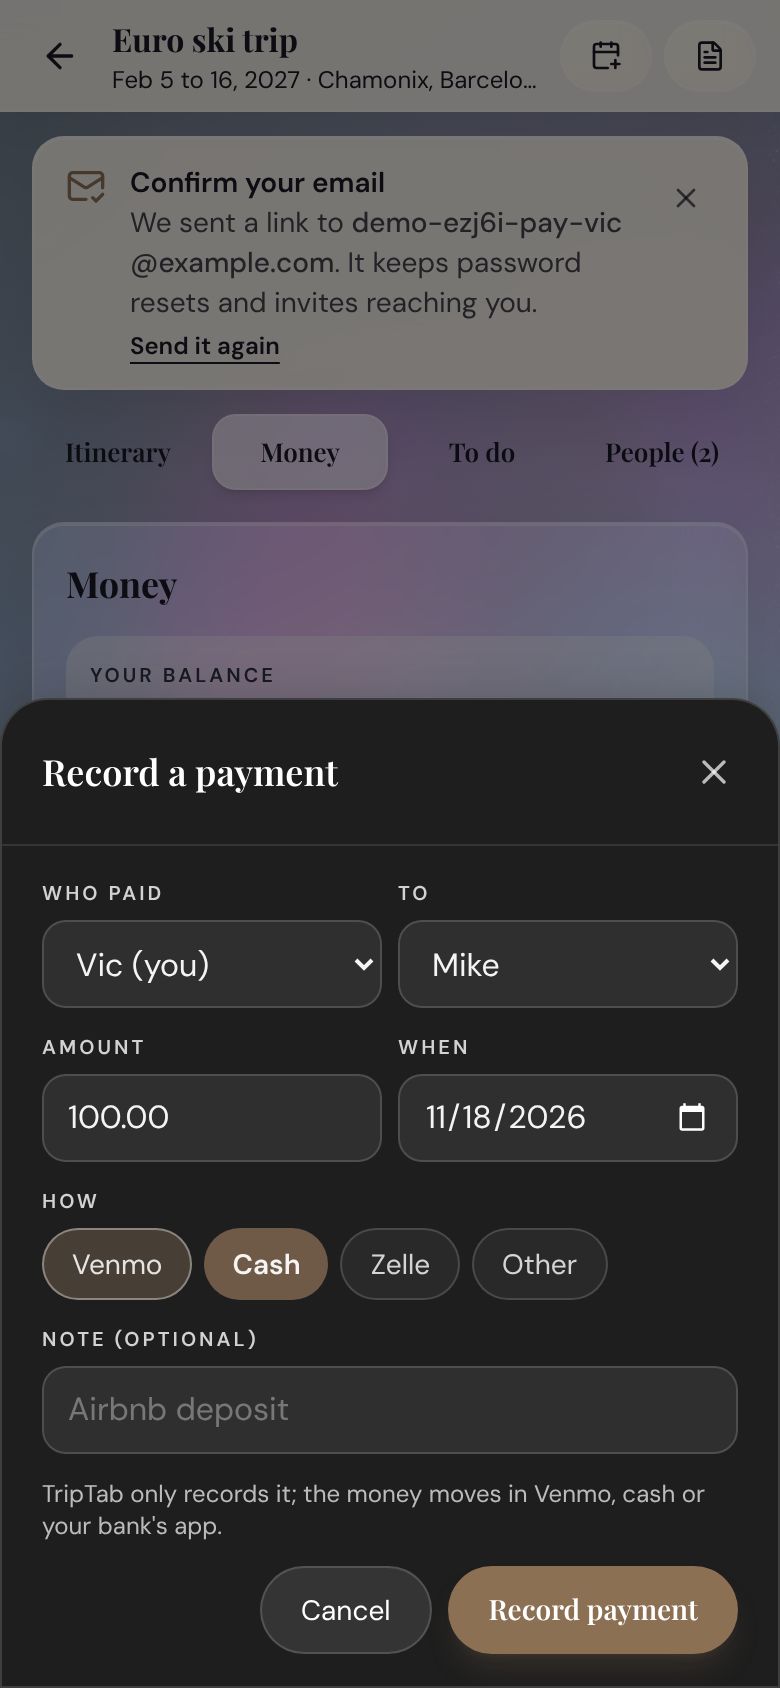 Euro ski trip
Feb 5 to 16, 2027 · Chamonix, Barcelo...
Confirm your email
We sent a link to demo-ezj6i-pay-vic
@example.com. It keeps password
resets and invites reaching you.
Send it again
Itinerary Money To do People (2)
Money
YOUR BALANCE
Record a payment
WHO PAID TO
Vic (you) Mike
AMOUNT WHEN
100.00 11/18/2026
HOW
Venmo Cash Zelle Other
NOTE (OPTIONAL)
Airbnb deposit
TripTab only records it; the money moves in Venmo, cash or
your bank's app.
Cancel Record payment